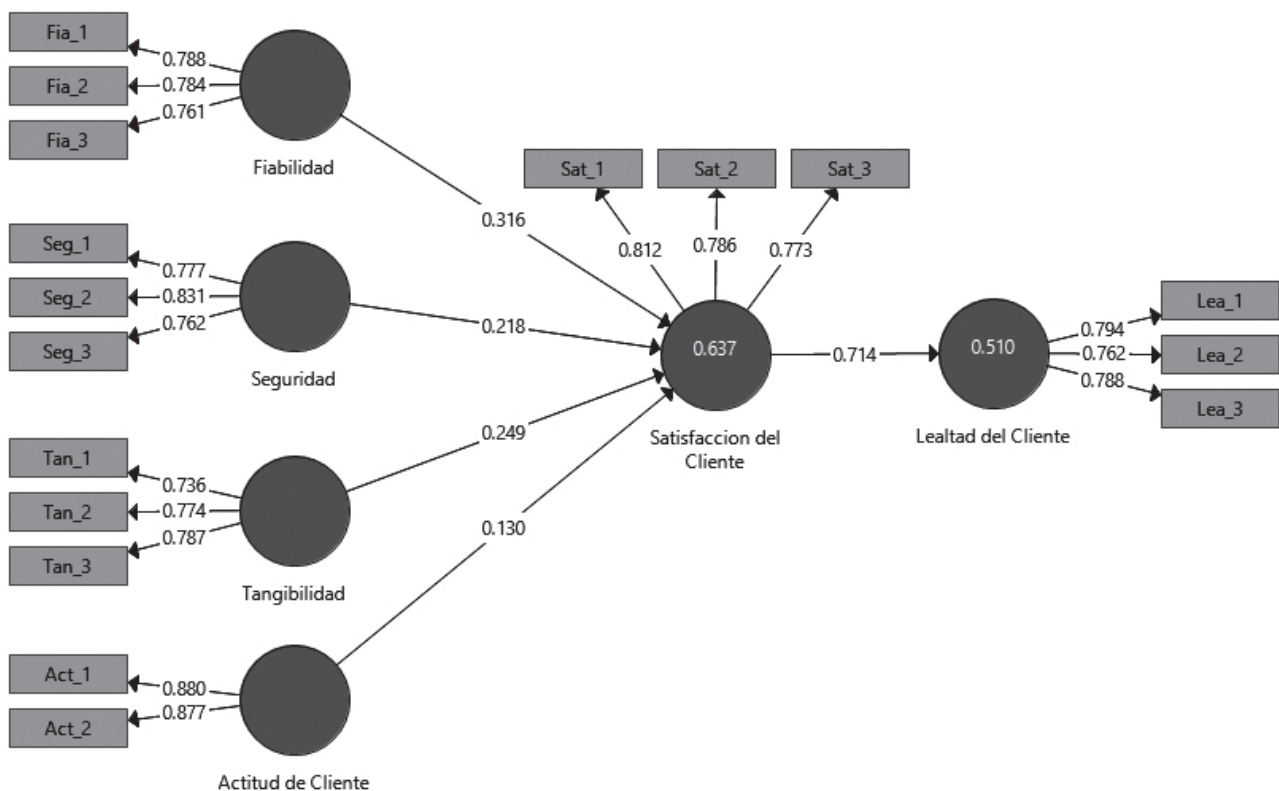 Fia_1
0.788
Fia_2
0.784
Fia_3
0.761
Fiabilidad
0.316
Seg_1
0.777
Seg_2
0.831
Seg_3
0.762
Seguridad
0.218
Tan_1
0.736
Tan_2
0.774
Tan_3
0.787
Tangibilidad
0.249
Act_1
0.880
Act_2
0.877
Actitud de Cliente
0.130
Sat_1
Sat_2
Sat_3
0.812
0.786
0.773
0.637
Satisfaccion del
Cliente
0.714
0.510
Lealtad del Cliente
0.794
Lea_1
0.762
Lea_2
0.788
Lea_3